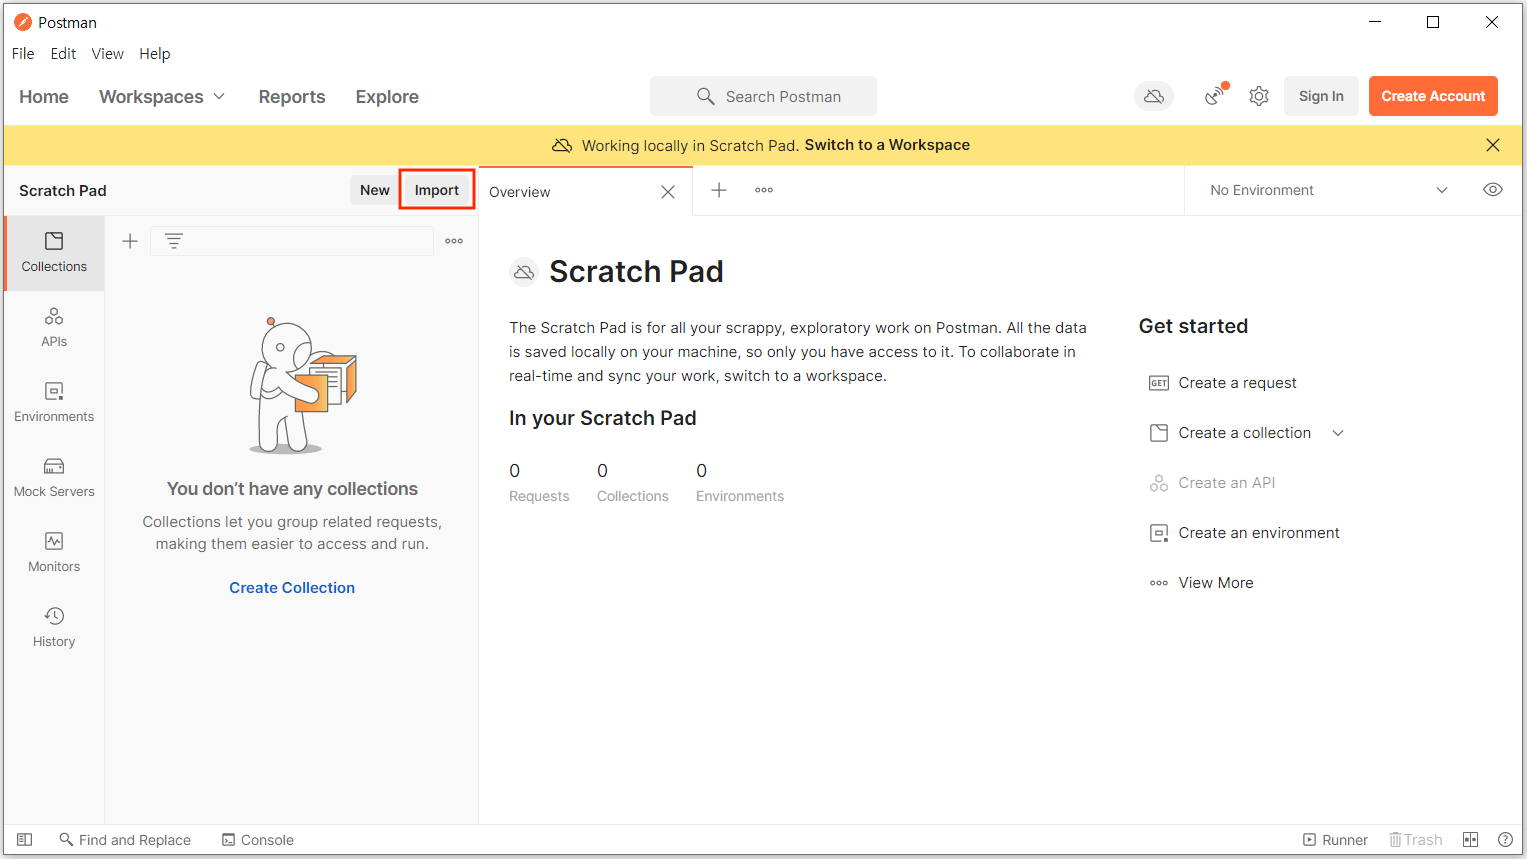 Postman
File Edit View Help
Home Workspaces Reports Explore Search Postman Sign In Create Account
Working locally in Scratch Pad. Switch to a Workspace
Scratch Pad New Import Overview No Environment
Collections
APIs
Environments
Mock Servers
Monitors
History
You don’t have any collections
Collections let you group related requests,
making them easier to access and run.
Create Collection
Scratch Pad
The Scratch Pad is for all your scrappy, exploratory work on Postman. All the data
is saved locally on your machine, so only you have access to it. To collaborate in
real-time and sync your work, switch to a workspace.
In your Scratch Pad
0 0 0
Requests Collections Environments
Get started
GET Create a request
Create a collection
Create an API
Create an environment
View More
Find and Replace Console Runner Trash